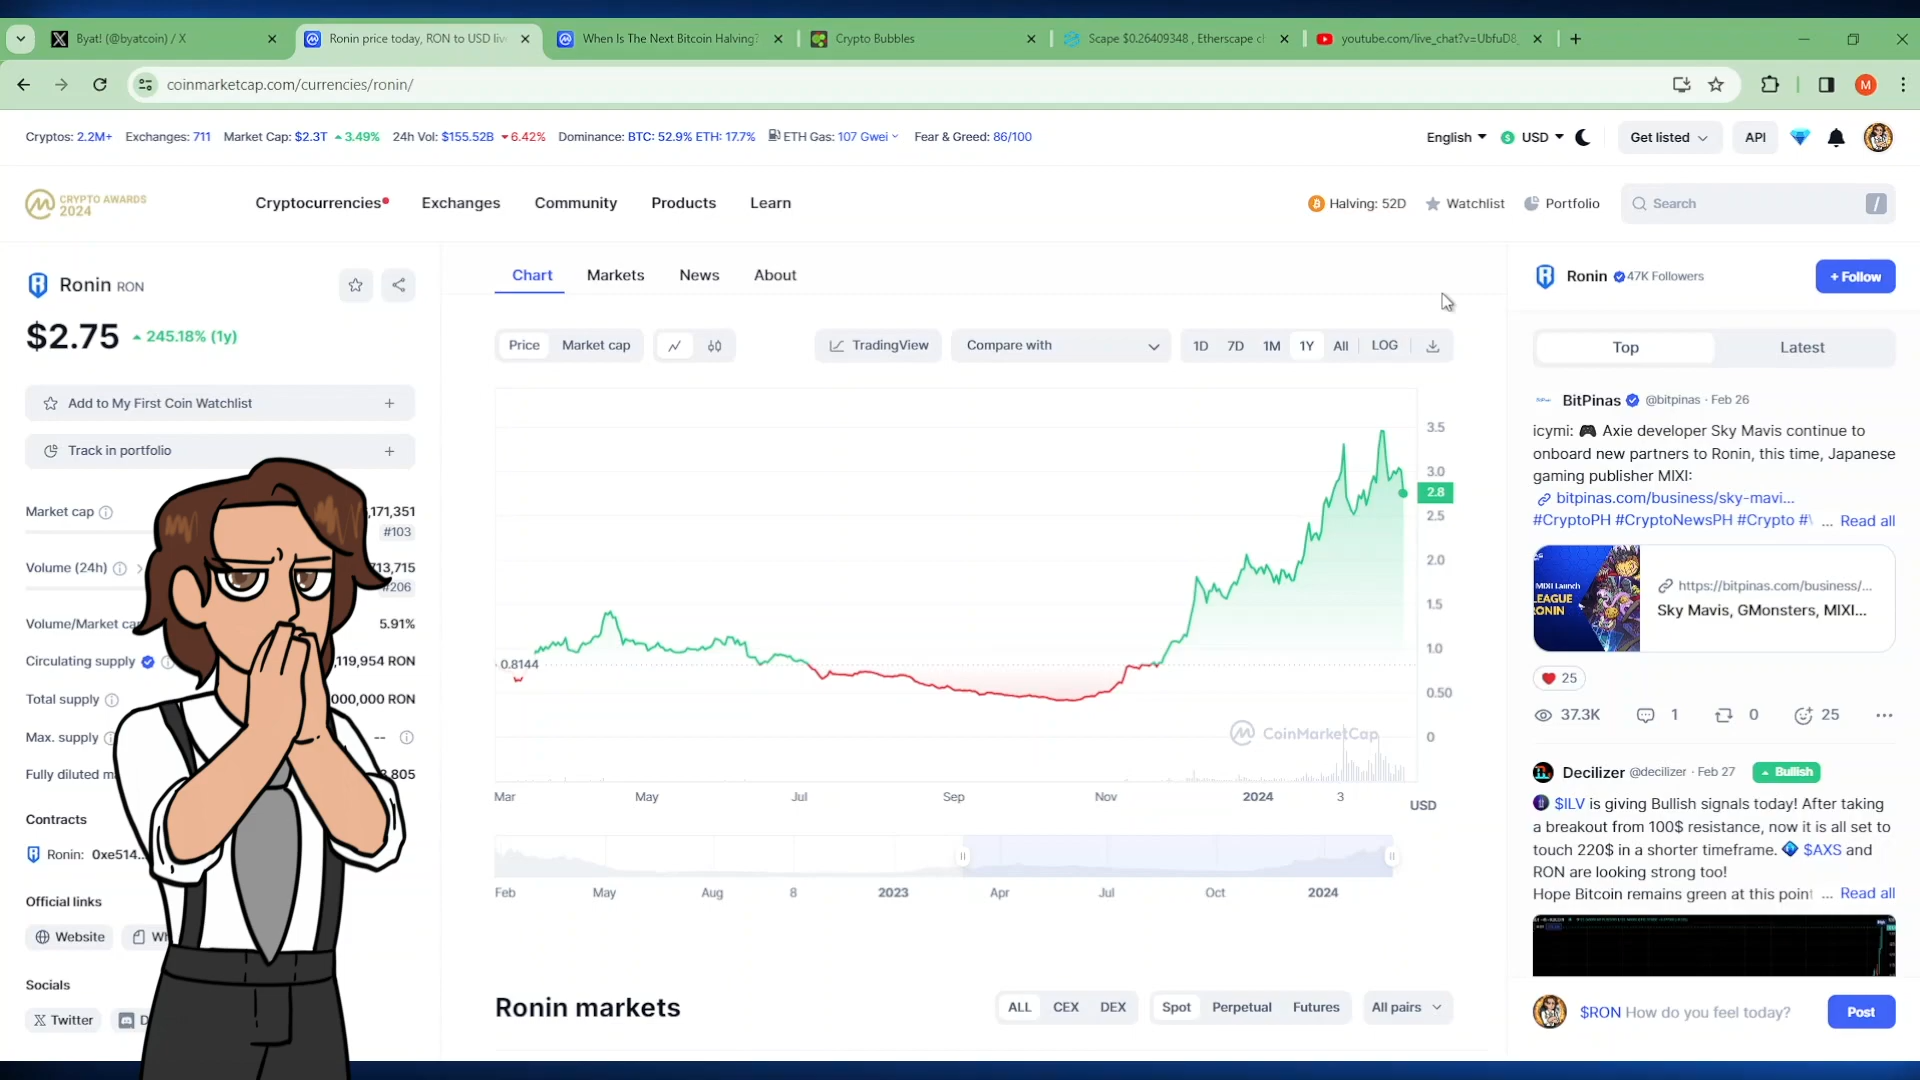 Byat! (@byatcoin) / X
Ronin price today, RON to USD liv
When Is The Next Bitcoin Halving?
Crypto Bubbles
Scape $0.26409348 , Etherscape ch
youtube.com/live_chat?v=UbfuD8
coinmarketcap.com/currencies/ronin/
M
Cryptos: 2.2M+ Exchanges: 711 Market Cap: $2.3T 3.49% 24h Vol: $155.52B 6.42% Dominance: BTC: 52.9% ETH: 17.7% ETH Gas: 107 Gwei Fear & Greed: 86/100
English USD Get listed API
CRYPTO AWARDS
2024
Cryptocurrencies Exchanges Community Products Learn
Halving: 52D Watchlist Portfolio Search /
Ronin RON
$2.75 245.18% (1y)
Add to My First Coin Watchlist +
Track in portfolio +
Market cap ,171,351
#103
Volume (24h) 713,715
#206
Volume/Market ca 5.91%
Circulating supply ,119,954 RON
Total supply 000,000 RON
Max. supply --
Fully diluted m 8,805
Contracts
Ronin: 0xe514...
Official links
Website Wh
Socials
Twitter D
Chart Markets News About
Price Market cap TradingView Compare with 1D 7D 1M 1Y All LOG
3.5
3.0
2.8
2.5
2.0
1.5
1.0
0.8144
0.50
0
CoinMarketCap
Mar May Jul Sep Nov 2024 3 USD
Feb May Aug 8 2023 Apr Jul Oct 2024
Ronin markets
ALL CEX DEX Spot Perpetual Futures All pairs
Ronin 47K Followers + Follow
Top Latest
BitPinas @bitpinas · Feb 26
icymi: 🎮 Axie developer Sky Mavis continue to
onboard new partners to Ronin, this time, Japanese
gaming publisher MIXI:
bitpinas.com/business/sky-mavi...
#CryptoPH #CryptoNewsPH #Crypto #\ ... Read all
MIXI Launch
LEAGUE
RONIN
https://bitpinas.com/business/...
Sky Mavis, GMonsters, MIXI...
25
37.3K 1 0 25
Decilizer @decilizer · Feb 27 Bullish
$ILV is giving Bullish signals today! After taking
a breakout from 100$ resistance, now it is all set to
touch 220$ in a shorter timeframe. $AXS and
RON are looking strong too!
Hope Bitcoin remains green at this point ... Read all
$RON How do you feel today? Post